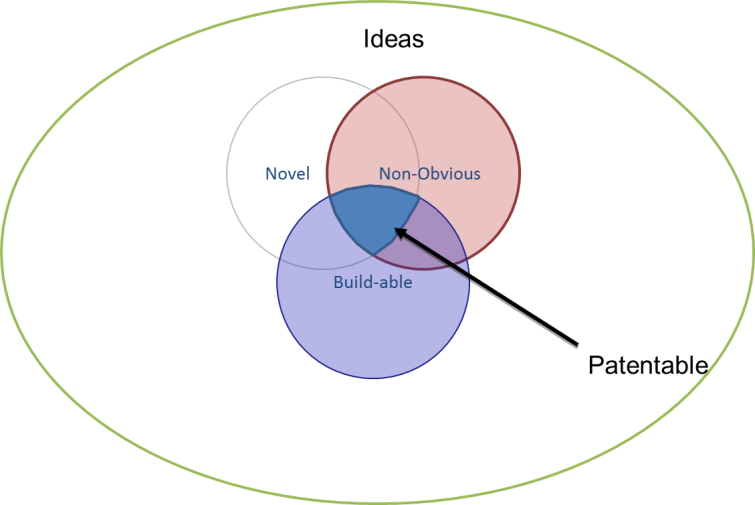 Ideas
Novel
Non-Obvious
Build-able
Patentable